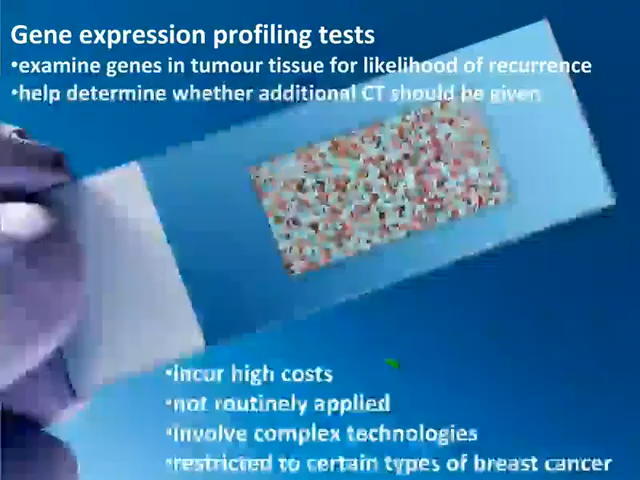 Gene expression profiling tests
•examine genes in tumour tissue for likelihood of recurrence
•help determine whether additional CT should be given
•Incur high costs
•not routinely applied
•Involve complex technologies
•restricted to certain types of breast cancer